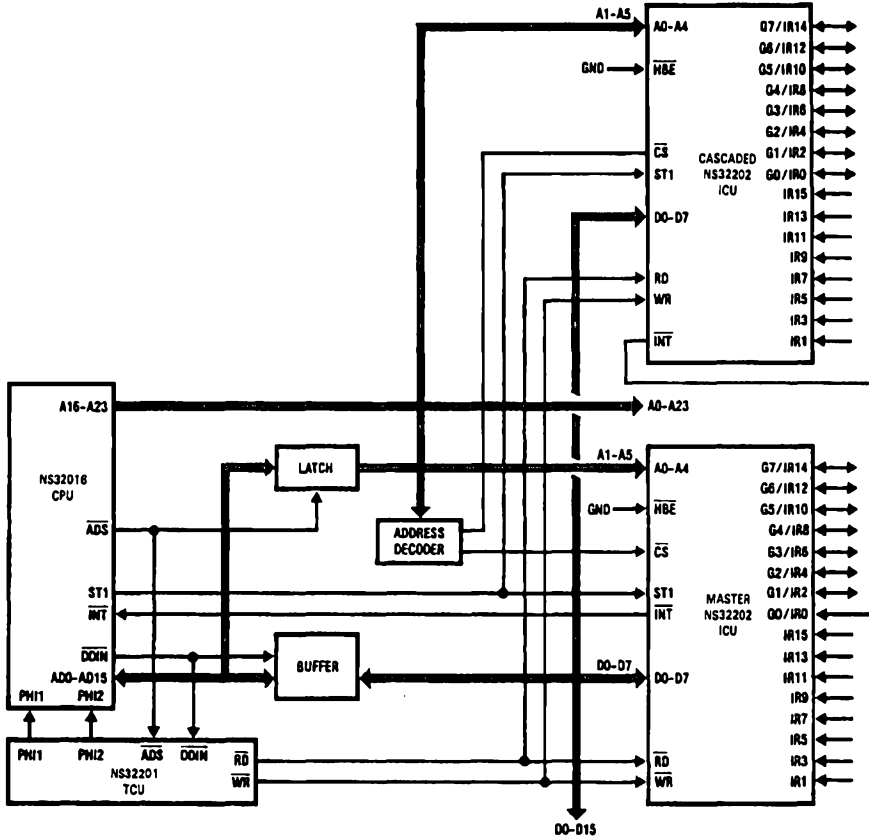 A1-A5
A0-A4
GND
HBE
CS
ST1
D0-D7
RD
WR
INT
CASCADED
NS32202
ICU
G7/IR14
G6/IR12
G5/IR10
G4/IR8
G3/IR6
G2/IR4
G1/IR2
G0/IR0
IR15
IR13
IR11
IR9
IR7
IR5
IR3
IR1
A16-A23
A0-A23
NS32016
CPU
ADS
ST1
INT
DDIN
AD0-AD15
PHI1 PHI2
LATCH
ADDRESS
DECODER
BUFFER
A1-A5
A0-A4
GND
HBE
CS
ST1
INT
D0-D7
D0-D7
RD
WR
MASTER
NS32202
ICU
G7/IR14
G6/IR12
G5/IR10
G4/IR8
G3/IR6
G2/IR4
G1/IR2
G0/IR0
IR15
IR13
IR11
IR9
IR7
IR5
IR3
IR1
PHI1 PHI2 ADS DDIN RD
WR
NS32201
TCU
D0-D15